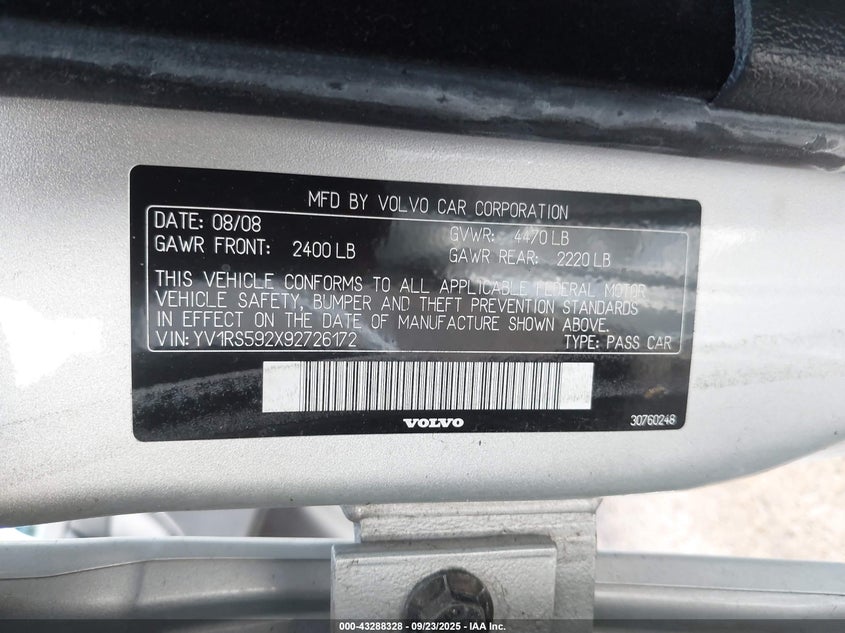 MFD BY VOLVO CAR CORPORATION
DATE: 08/08 GVWR: 4470 LB
GAWR FRONT: 2400 LB GAWR REAR: 2220 LB
THIS VEHICLE CONFORMS TO ALL APPLICABLE FEDERAL MOTOR
VEHICLE SAFETY, BUMPER AND THEFT PREVENTION STANDARDS
IN EFFECT ON THE DATE OF MANUFACTURE SHOWN ABOVE.
VIN: YV1RS592X92726172 TYPE: PASS CAR
VOLVO
30760248
000-43288328 - 09/23/2025 - IAA Inc.